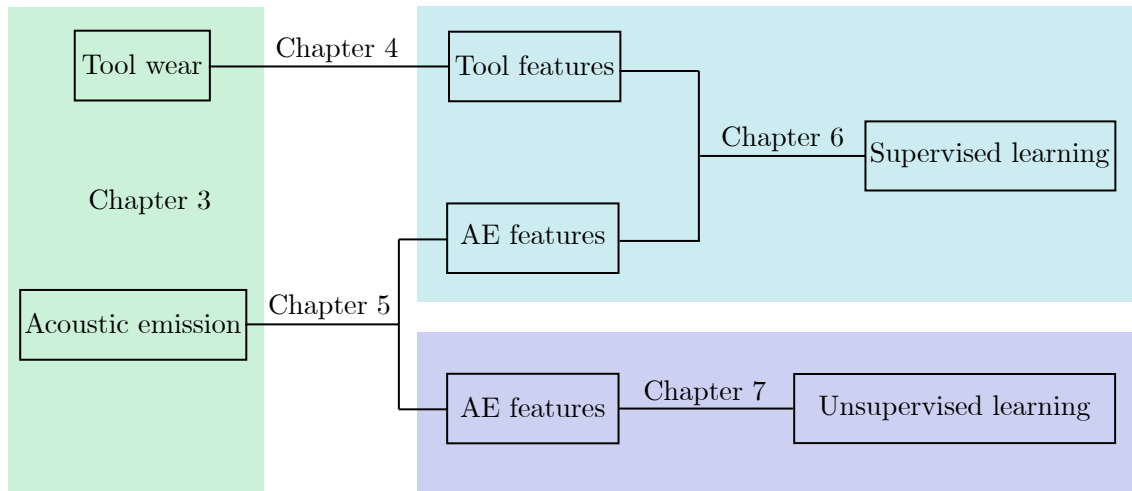 Tool wear
Chapter 4
Tool features
Chapter 6
Supervised learning
Chapter 3
AE features
Acoustic emission
Chapter 5
AE features
Chapter 7
Unsupervised learning